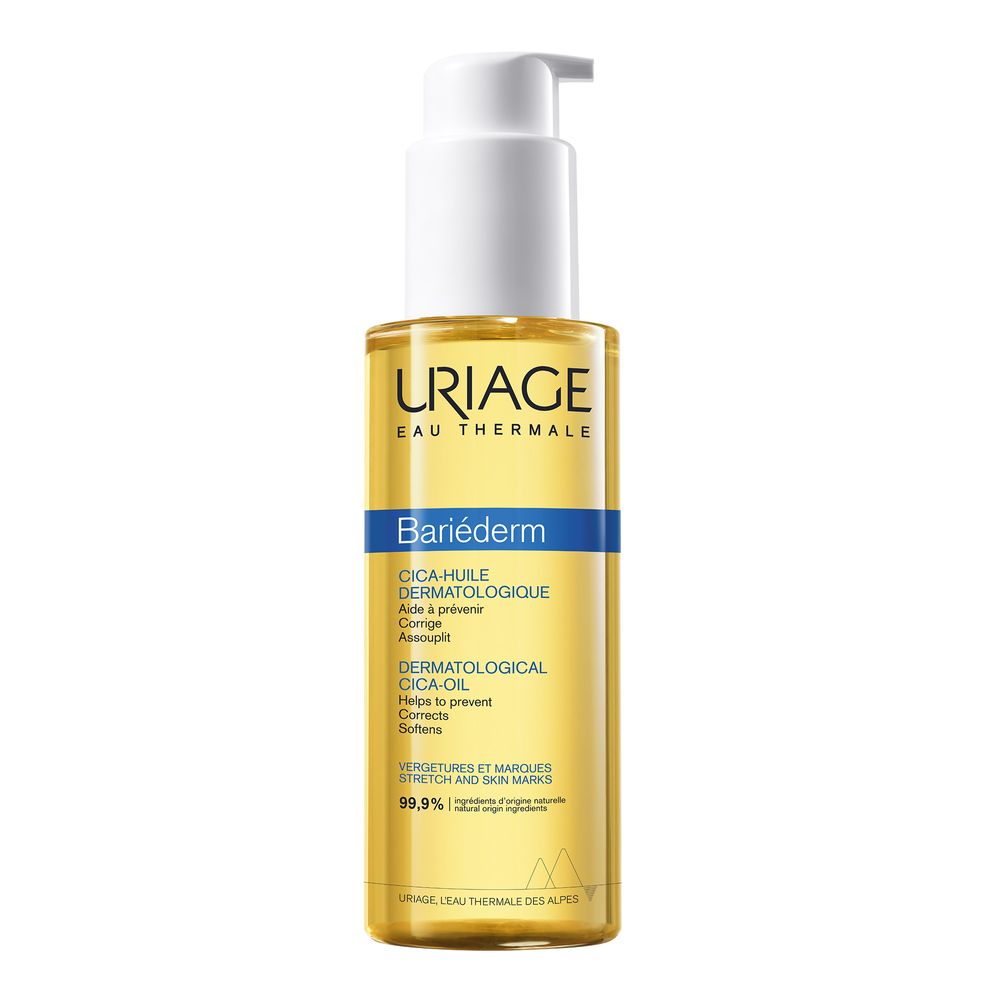 URIAGE
EAU THERMALE
Bariéderm
CICA-HUILE
DERMATOLOGIQUE
Aide à prévenir
Corrige
Assouplit
DERMATOLOGICAL
CICA-OIL
Helps to prevent
Corrects
Softens
VERGETURES ET MARQUES
STRETCH AND SKIN MARKS
99,9% | ingrédients d'origine naturelle
natural origin ingredients
URIAGE, L'EAU THERMALE DES ALPES